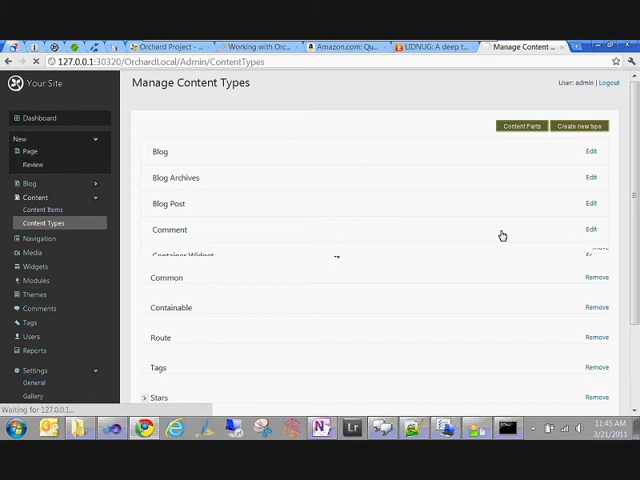 Orchard Project -
Working with Orc...
Amazon.com: Qu...
LIDNUG: A deep t...
Manage Content ...
127.0.0.1:30320/OrchardLocal/Admin/ContentTypes
Your Site
Manage Content Types
User: admin | Logout
Dashboard
Content Parts
Create new type
New
Page
Review
Blog
Edit
Blog Archives
Edit
Blog Post
Edit
Comment
Edit
Container Widget
Blog
Content
Content Items
Content Types
Navigation
Media
Widgets
Modules
Themes
Comments
Tags
Users
Reports
Settings
General
Gallery
Common
Remove
Containable
Remove
Route
Remove
Tags
Remove
Stars
Remove
Waiting for 127.0.0.1...
Lr
11:45 AM
3/21/2011